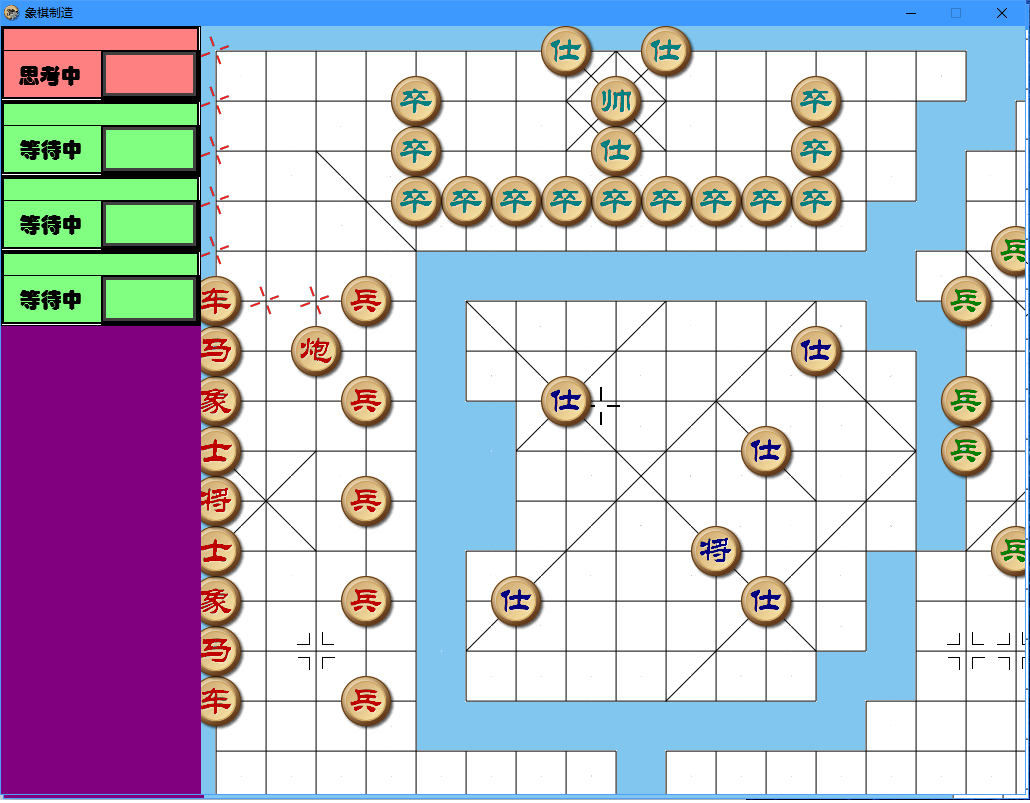 象棋制造
思考中
等待中
等待中
等待中
仕 仕
卒 帅 卒
卒 仕 卒
卒 卒 卒 卒 卒 卒 卒 卒 卒
兵
车 兵 兵
马 炮 仕
象 兵 仕 兵
士 仕 兵
将 兵
士 将 兵
象 兵 仕 仕
马
车 兵